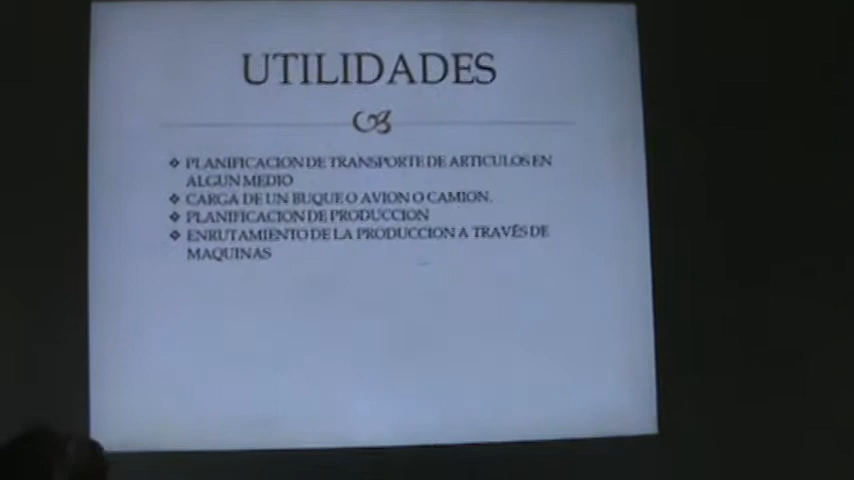 UTILIDADES
❖ PLANIFICACION DE TRANSPORTE DE ARTICULOS EN
ALGUN MEDIO
❖ CARGA DE UN BUQUE O AVION O CAMION.
❖ PLANIFICACION DE PRODUCCION
❖ ENRUTAMIENTO DE LA PRODUCCION A TRAVÉS DE
MAQUINAS